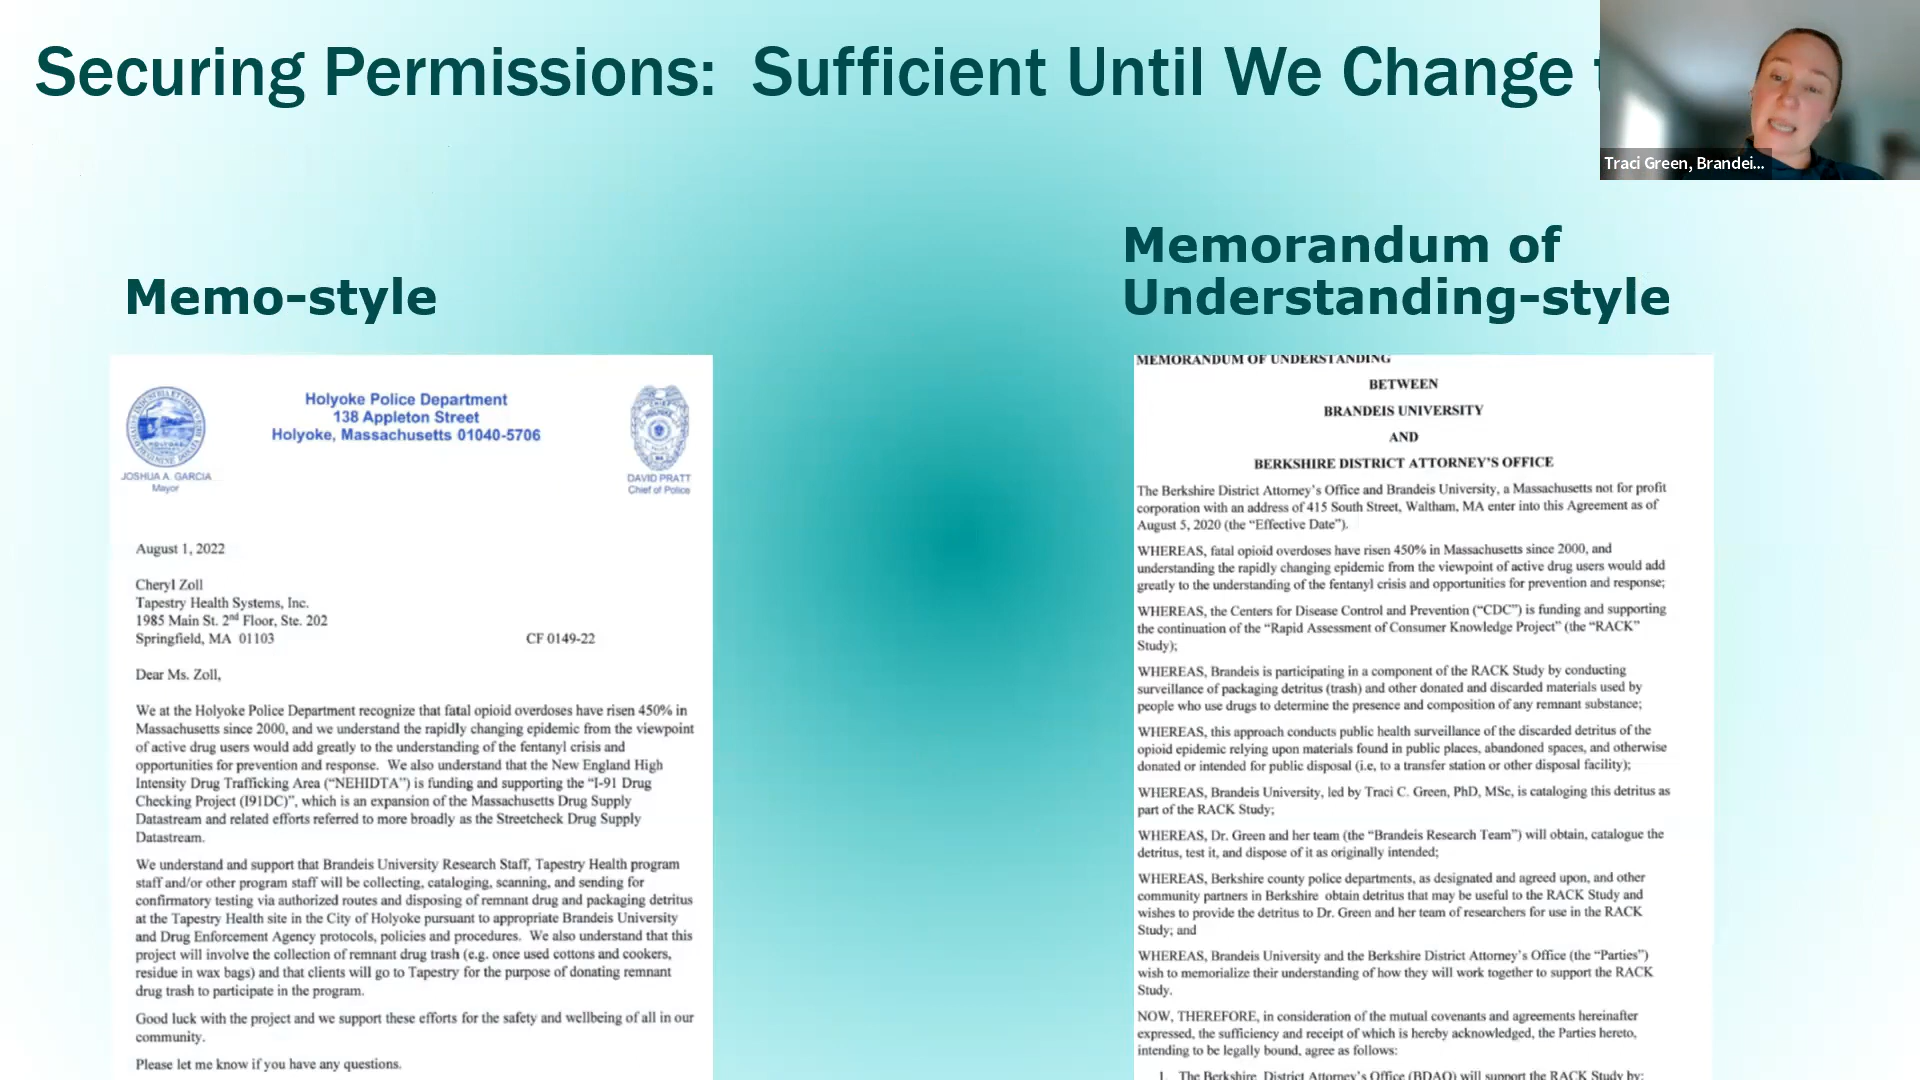 Securing Permissions:  Sufficient Until We Change
Traci Green, Brandei...
Memo-style
Holyoke Police Department
138 Appleton Street
Holyoke, Massachusetts 01040-5706
JOSHUA A. GARCIA
Mayor
DAVID PRATT
Chief of Police
August 1, 2022
Cheryl Zoll
Tapestry Health Systems, Inc.
1985 Main St. 2nd Floor, Ste. 202
Springfield, MA  01103
CF 0149-22
Dear Ms. Zoll,
We at the Holyoke Police Department recognize that fatal opioid overdoses have risen 450% in
Massachusetts since 2000, and we understand the rapidly changing epidemic from the viewpoint
of active drug users would add greatly to the understanding of the fentanyl crisis and
opportunities for prevention and response.  We also understand that the New England High
Intensity Drug Trafficking Area ("NEHIDTA") is funding and supporting the "I-91 Drug
Checking Project (I91DC)", which is an expansion of the Massachusetts Drug Supply
Datastream and related efforts referred to more broadly as the Streetcheck Drug Supply
Datastream.
We understand and support that Brandeis University Research Staff, Tapestry Health program
staff and/or other program staff will be collecting, cataloging, scanning, and sending for
confirmatory testing via authorized routes and disposing of remnant drug and packaging detritus
at the Tapestry Health site in the City of Holyoke pursuant to appropriate Brandeis University
and Drug Enforcement Agency protocols, policies and procedures.  We also understand that this
project will involve the collection of remnant drug trash (e.g. once used cottons and cookers,
residue in wax bags) and that clients will go to Tapestry for the purpose of donating remnant
drug trash to participate in the program.
Good luck with the project and we support these efforts for the safety and wellbeing of all in our
community.
Please let me know if you have any questions.
Memorandum of
Understanding-style
MEMORANDUM OF UNDERSTANDING
BETWEEN
BRANDEIS UNIVERSITY
AND
BERKSHIRE DISTRICT ATTORNEY'S OFFICE
The Berkshire District Attorney's Office and Brandeis University, a Massachusetts not for profit
corporation with an address of 415 South Street, Waltham, MA enter into this Agreement as of
August 5, 2020 (the "Effective Date").
WHEREAS, fatal opioid overdoses have risen 450% in Massachusetts since 2000, and
understanding the rapidly changing epidemic from the viewpoint of active drug users would add
greatly to the understanding of the fentanyl crisis and opportunities for prevention and response;
WHEREAS, the Centers for Disease Control and Prevention ("CDC") is funding and supporting
the continuation of the "Rapid Assessment of Consumer Knowledge Project" (the "RACK"
Study);
WHEREAS, Brandeis is participating in a component of the RACK Study by conducting
surveillance of packaging detritus (trash) and other donated and discarded materials used by
people who use drugs to determine the presence and composition of any remnant substance;
WHEREAS, this approach conducts public health surveillance of the discarded detritus of the
opioid epidemic relying upon materials found in public places, abandoned spaces, and otherwise
donated or intended for public disposal (i.e, to a transfer station or other disposal facility);
WHEREAS, Brandeis University, led by Traci C. Green, PhD, MSc, is cataloging this detritus as
part of the RACK Study;
WHEREAS, Dr. Green and her team (the "Brandeis Research Team") will obtain, catalogue the
detritus, test it, and dispose of it as originally intended;
WHEREAS, Berkshire county police departments, as designated and agreed upon, and other
community partners in Berkshire  obtain detritus that may be useful to the RACK Study and
wishes to provide the detritus to Dr. Green and her team of researchers for use in the RACK
Study; and
WHEREAS, Brandeis University and the Berkshire District Attorney's Office (the "Parties")
wish to memorialize their understanding of how they will work together to support the RACK
Study.
NOW, THEREFORE, in consideration of the mutual covenants and agreements hereinafter
expressed, the sufficiency and receipt of which is hereby acknowledged, the Parties hereto,
intending to be legally bound, agree as follows:
1.  The Berkshire  District Attorney's Office (BDAO) will support the RACK Study by: